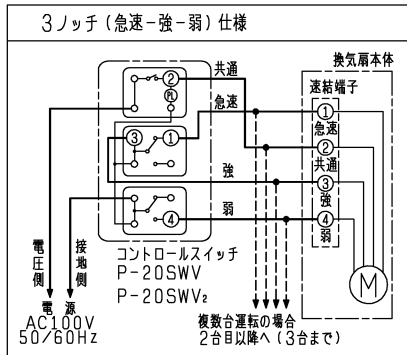 3ノッチ(急速-強-弱)仕様
換気扇本体
共通
速結端子
②
PL
急速
①
急速
③
①
②
共通
強
③
強
弱
④
④
弱
M
コントロールスイッチ
P-20SWV
P-20SWV₂
電圧側
接地側
電源
AC100V
50/60Hz
複数台運転の場合
2台目以降へ(3台まで)